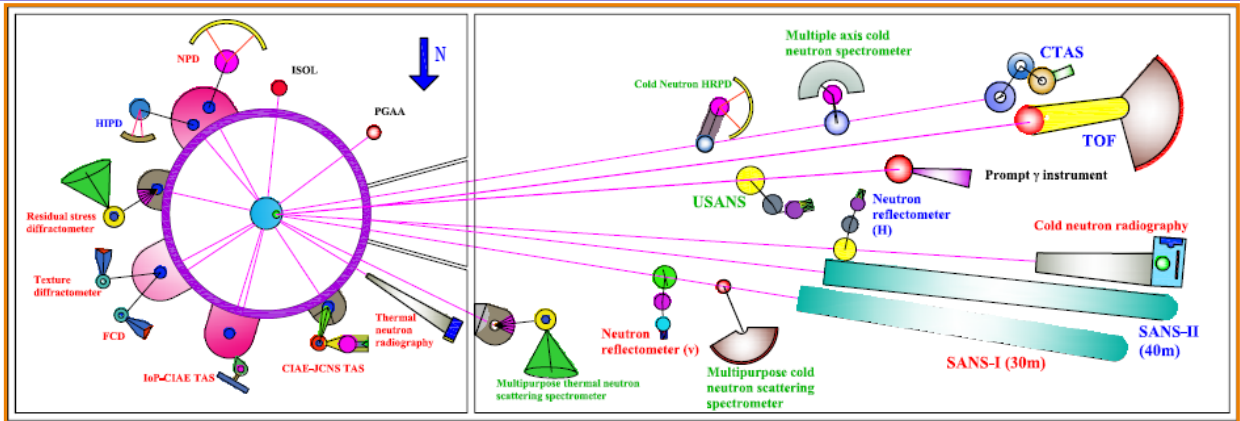 NPD
ISOL
N
PGAA
HIPD
Residual stress
diffractometer
Texture
diffractometer
FCD
IoP-CIAE TAS
CIAE-JCNS TAS
Thermal
neutron
radiography
Multiple axis cold
neutron spectrometer
CTAS
Cold Neutron HRPD
TOF
Prompt γ instrument
USANS
Neutron
reflectometer
(H)
Cold neutron radiography
SANS-II
(40m)
SANS-I (30m)
Neutron
reflectometer (v)
Multipurpose cold
neutron scattering
spectrometer
Multipurpose thermal neutron
scattering spectrometer